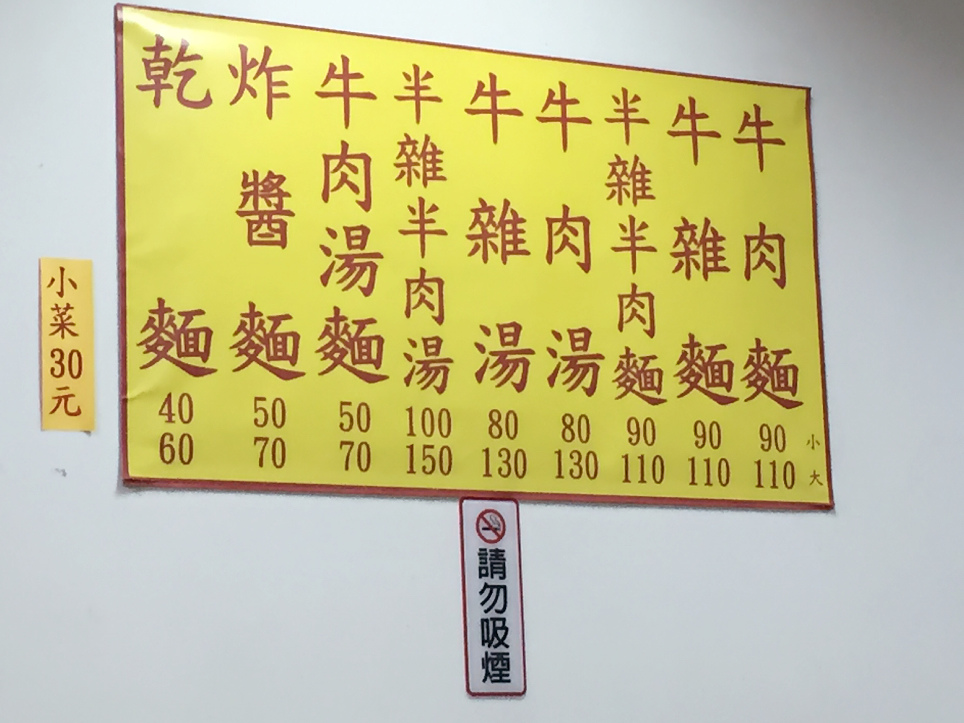 牛肉麵 90 110
牛雜麵 90 110
半雜半肉麵 90 110
牛肉湯 80 130
牛雜湯 80 130
半雜半肉湯 100 150
牛肉湯麵 50 70
炸醬麵 50 70
乾麵 40 60
小
大
小菜30元
請勿吸煙